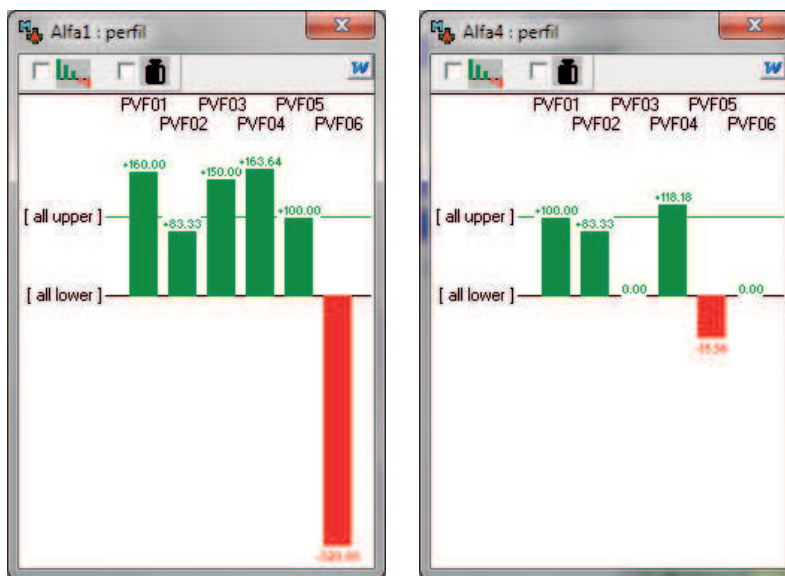 Alfa1 : perfil
W
PVF01 PVF03 PVF05
PVF02 PVF04 PVF06
+160.00
+83.33
+150.00
+163.64
+100.00
[ all upper ]
[ all lower ]
Alfa4 : perfil
W
PVF01 PVF03 PVF05
PVF02 PVF04 PVF06
+100.00
+83.33
0.00
+118.18
0.00
[ all upper ]
[ all lower ]